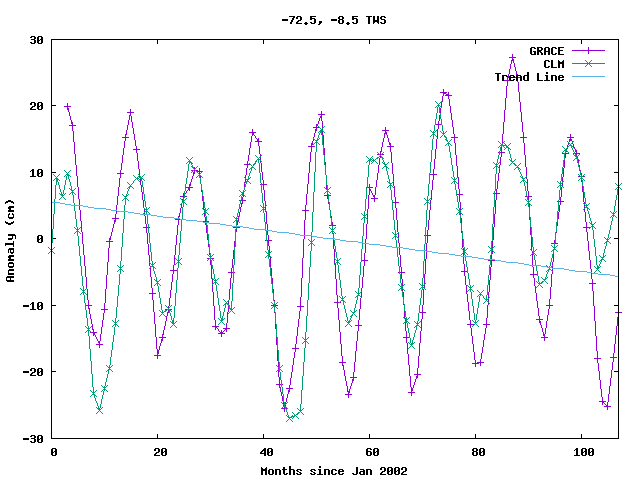 -72.5, -8.5 TWS
GRACE
CLM
Trend Line
30
20
10
0
-10
-20
-30
Anomaly (cm)
0 20 40 60 80 100
Months since Jan 2002